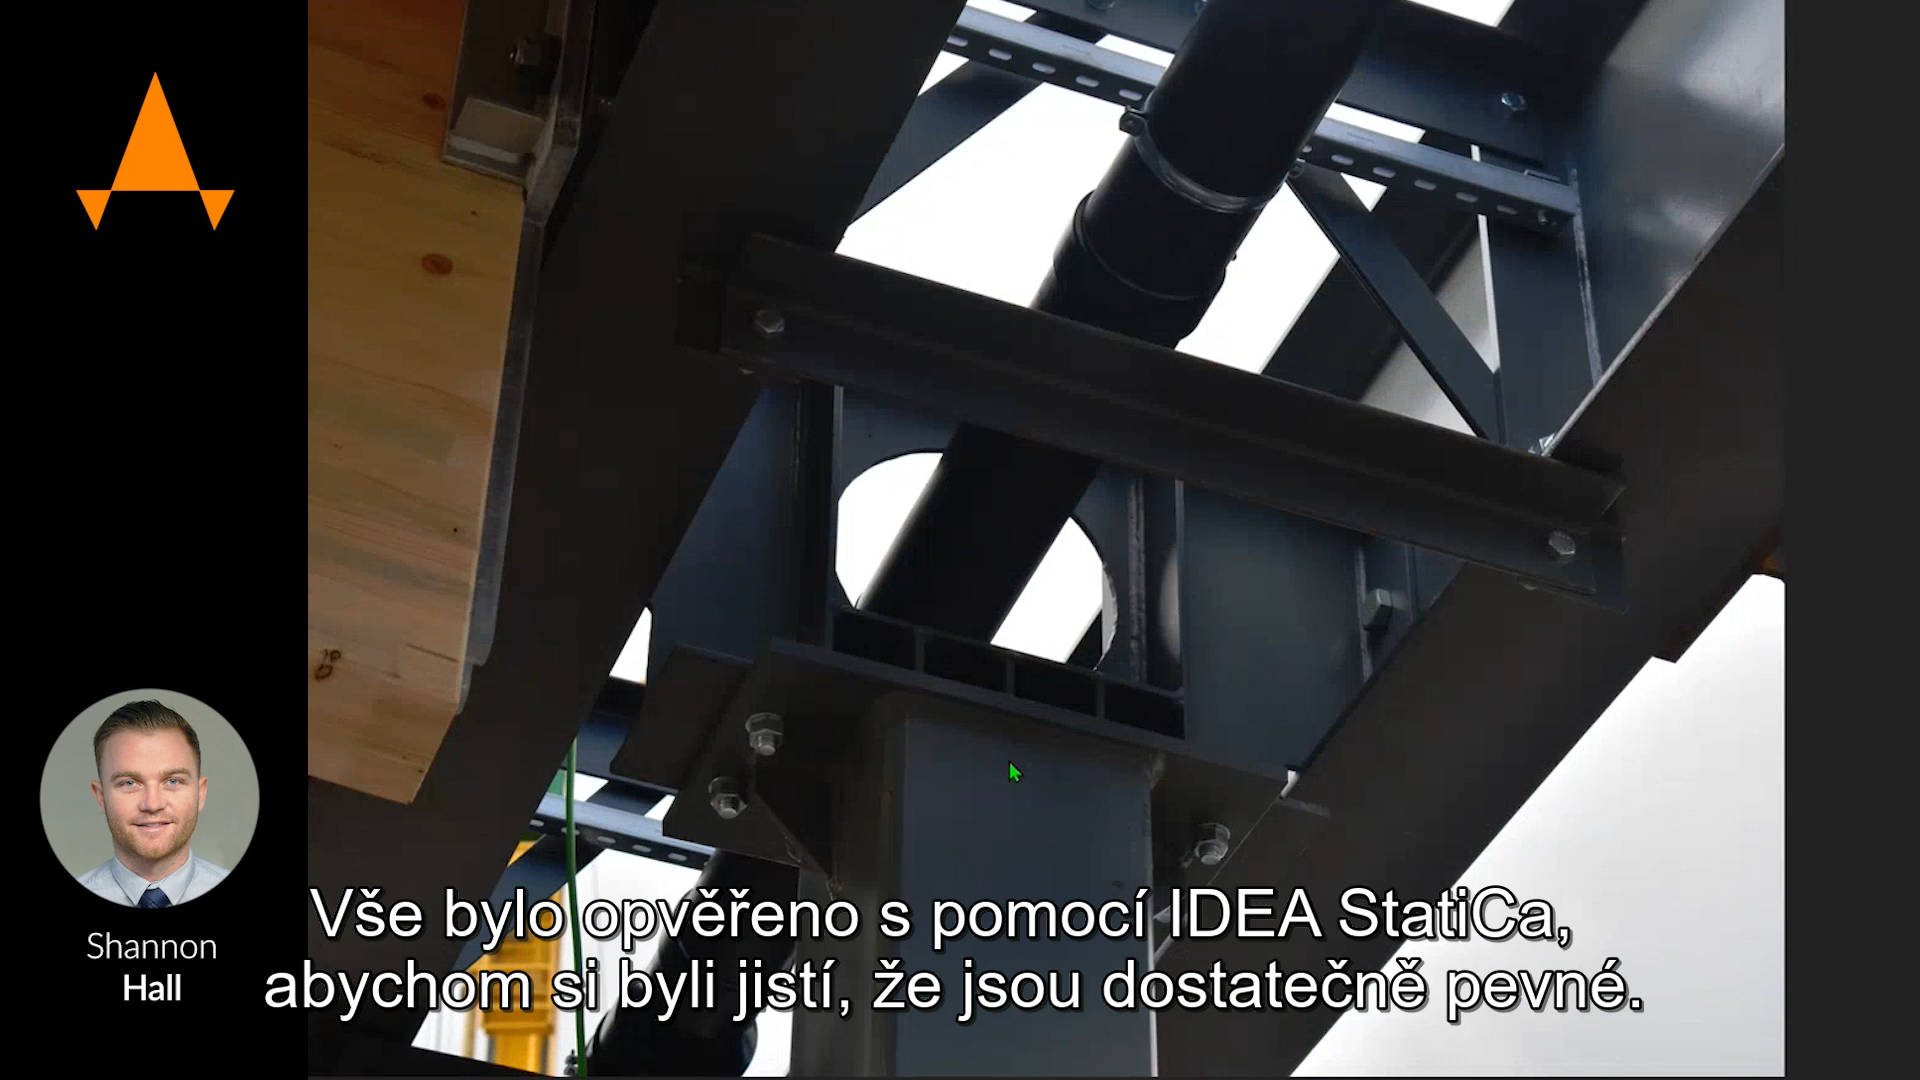 Shannon
Hall
Vše bylo opvěřeno s pomocí IDEA StatiCa,
abychom si byli jistí, že jsou dostatečně pevné.